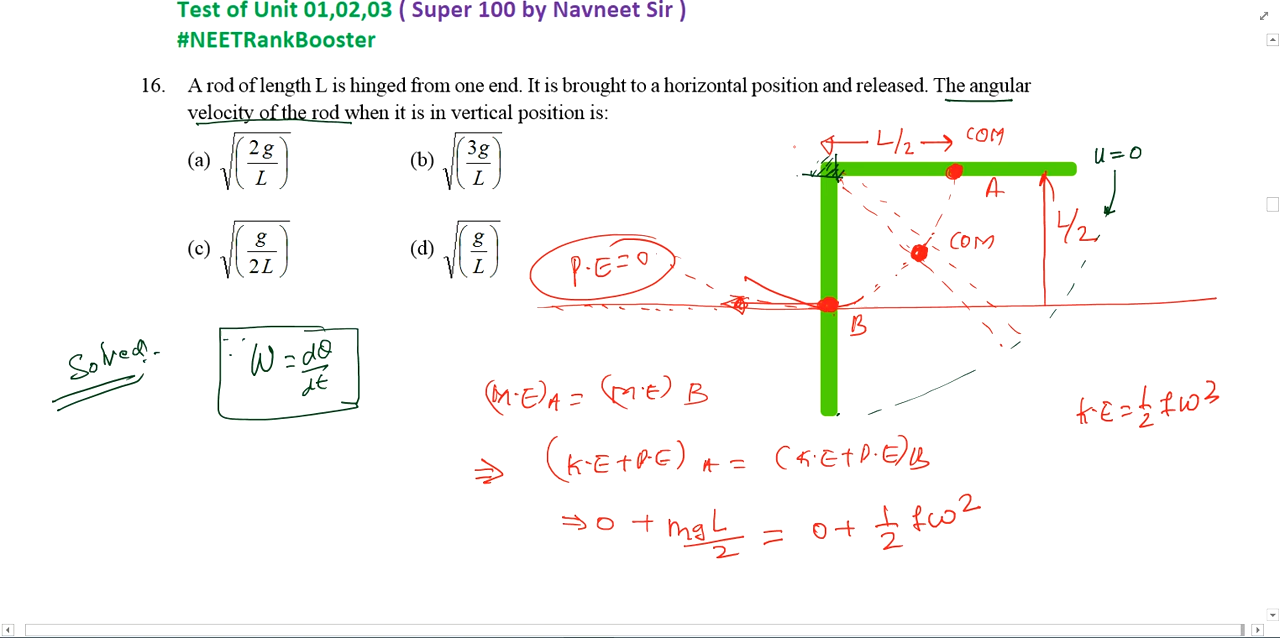 Test of Unit 01,02,03 ( Super 100 by Navneet Sir )
#NEETRankBooster
16. A rod of length L is hinged from one end. It is brought to a horizontal position and released. The angular
velocity of the rod when it is in vertical position is:
(a) √(2g/L) (b) √(3g/L)
(c) √(g/2L) (d) √(g/L)
L/2 COM
A
u=0
L/2
COM
P.E=0
B
Solved.
∵ W = dθ/dt
(M.E)A = (M.E) B
K.E = 1/2 Iω²
⇒ (K.E+P.E) A = (K.E+P.E)B
⇒ 0 + mgL/2 = 0 + 1/2 Iω²